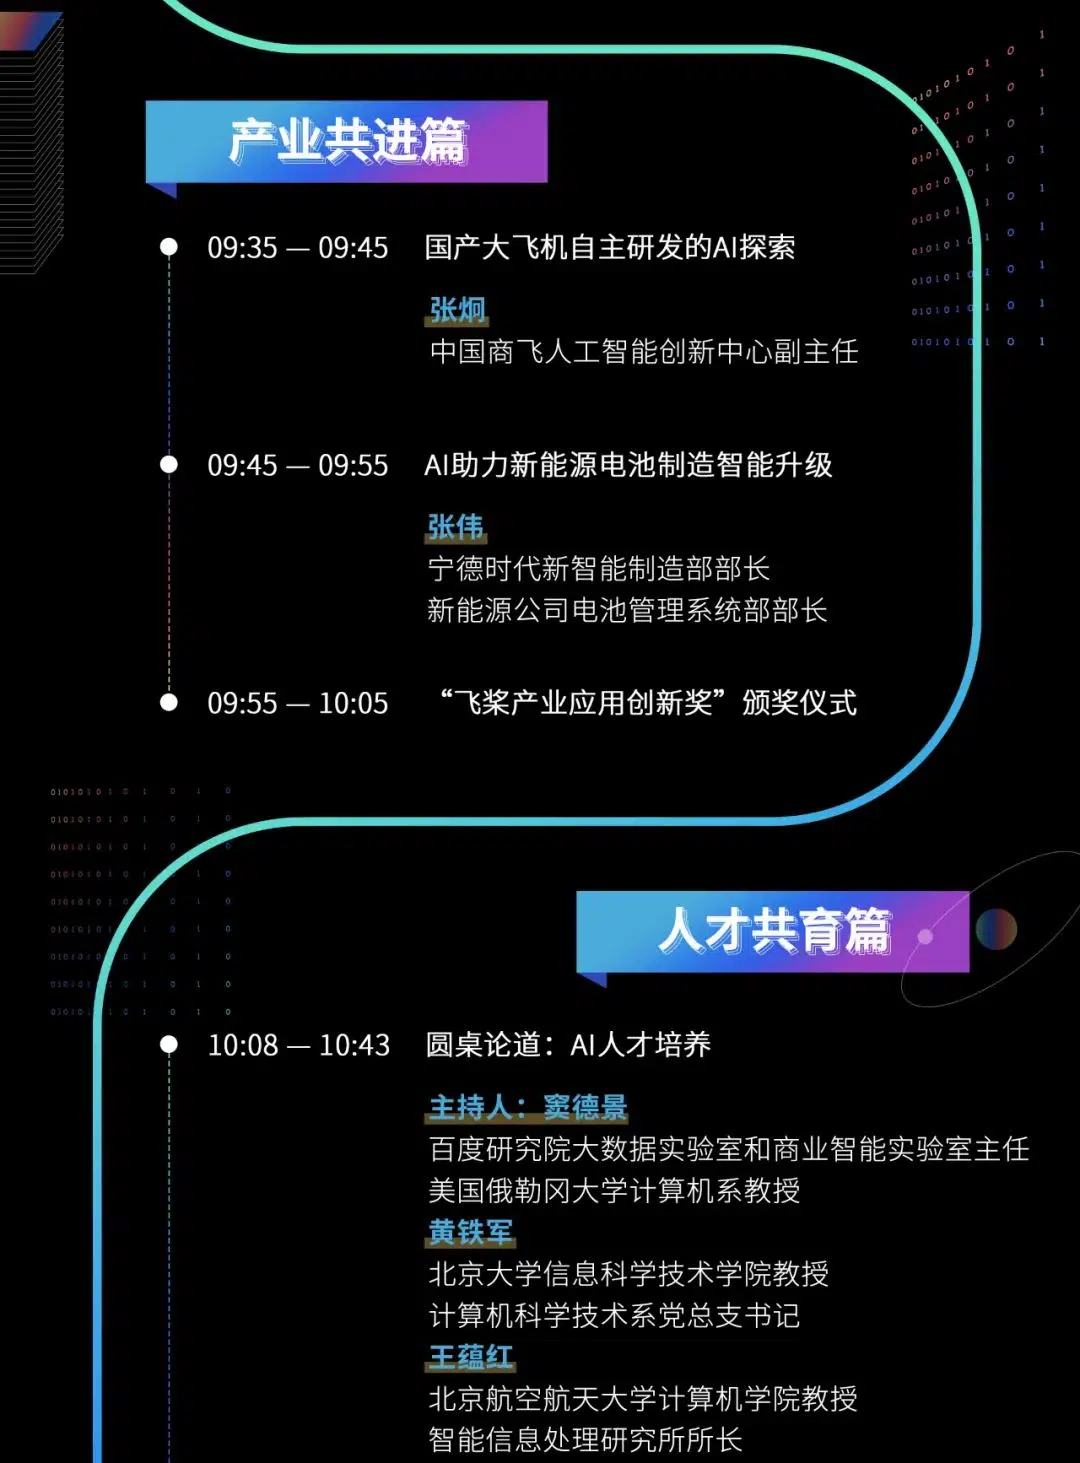 产业共进篇
09:35 — 09:45 国产大飞机自主研发的AI探索
张炯
中国商飞人工智能创新中心副主任
09:45 — 09:55 AI助力新能源电池制造智能升级
张伟
宁德时代新智能制造部部长
新能源公司电池管理系统部部长
09:55 — 10:05 “飞桨产业应用创新奖”颁奖仪式
人才共育篇
10:08 — 10:43 圆桌论道：AI人才培养
主持人：窦德景
百度研究院大数据实验室和商业智能实验室主任
美国俄勒冈大学计算机系教授
黄铁军
北京大学信息科学技术学院教授
计算机科学技术系党总支书记
王蕴红
北京航空航天大学计算机学院教授
智能信息处理研究所所长